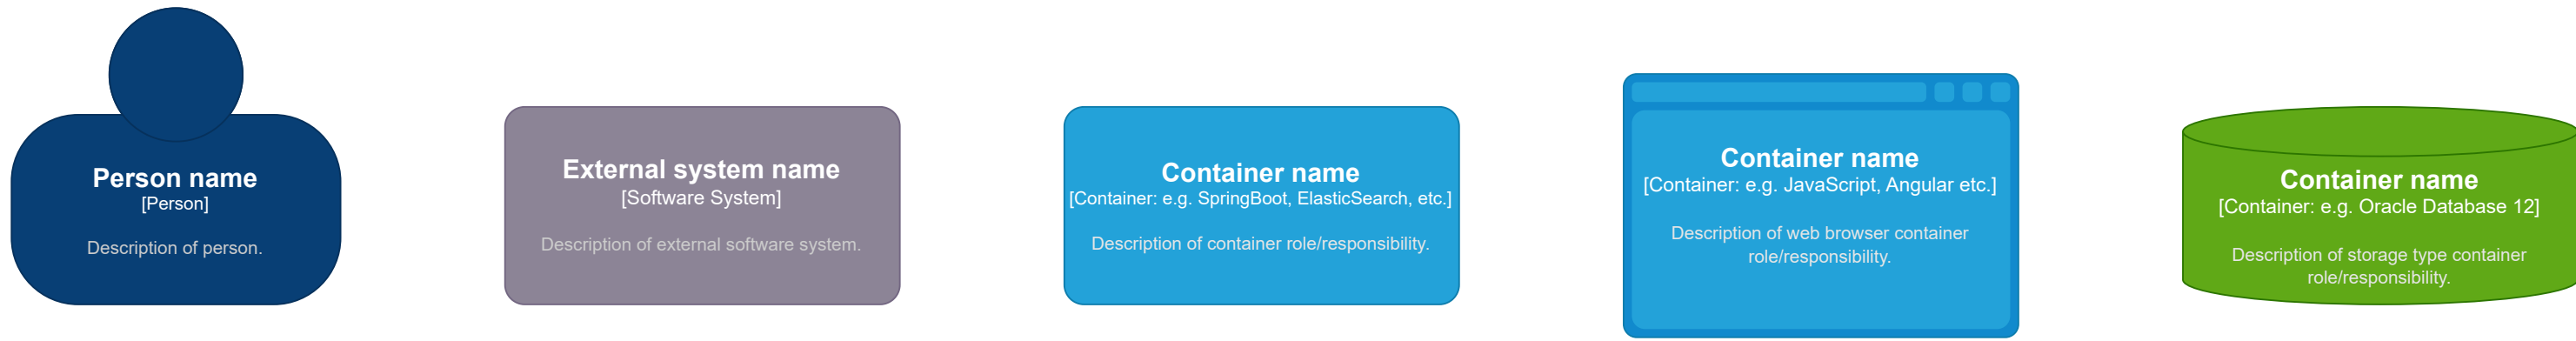 Person name
[Person]
Description of person.
External system name
[Software System]
Description of external software system.
Container name
[Container: e.g. SpringBoot, ElasticSearch, etc.]
Description of container role/responsibility.
Container name
[Container: e.g. JavaScript, Angular etc.]
Description of web browser container
role/responsibility.
Container name
[Container: e.g. Oracle Database 12]
Description of storage type container
role/responsibility.